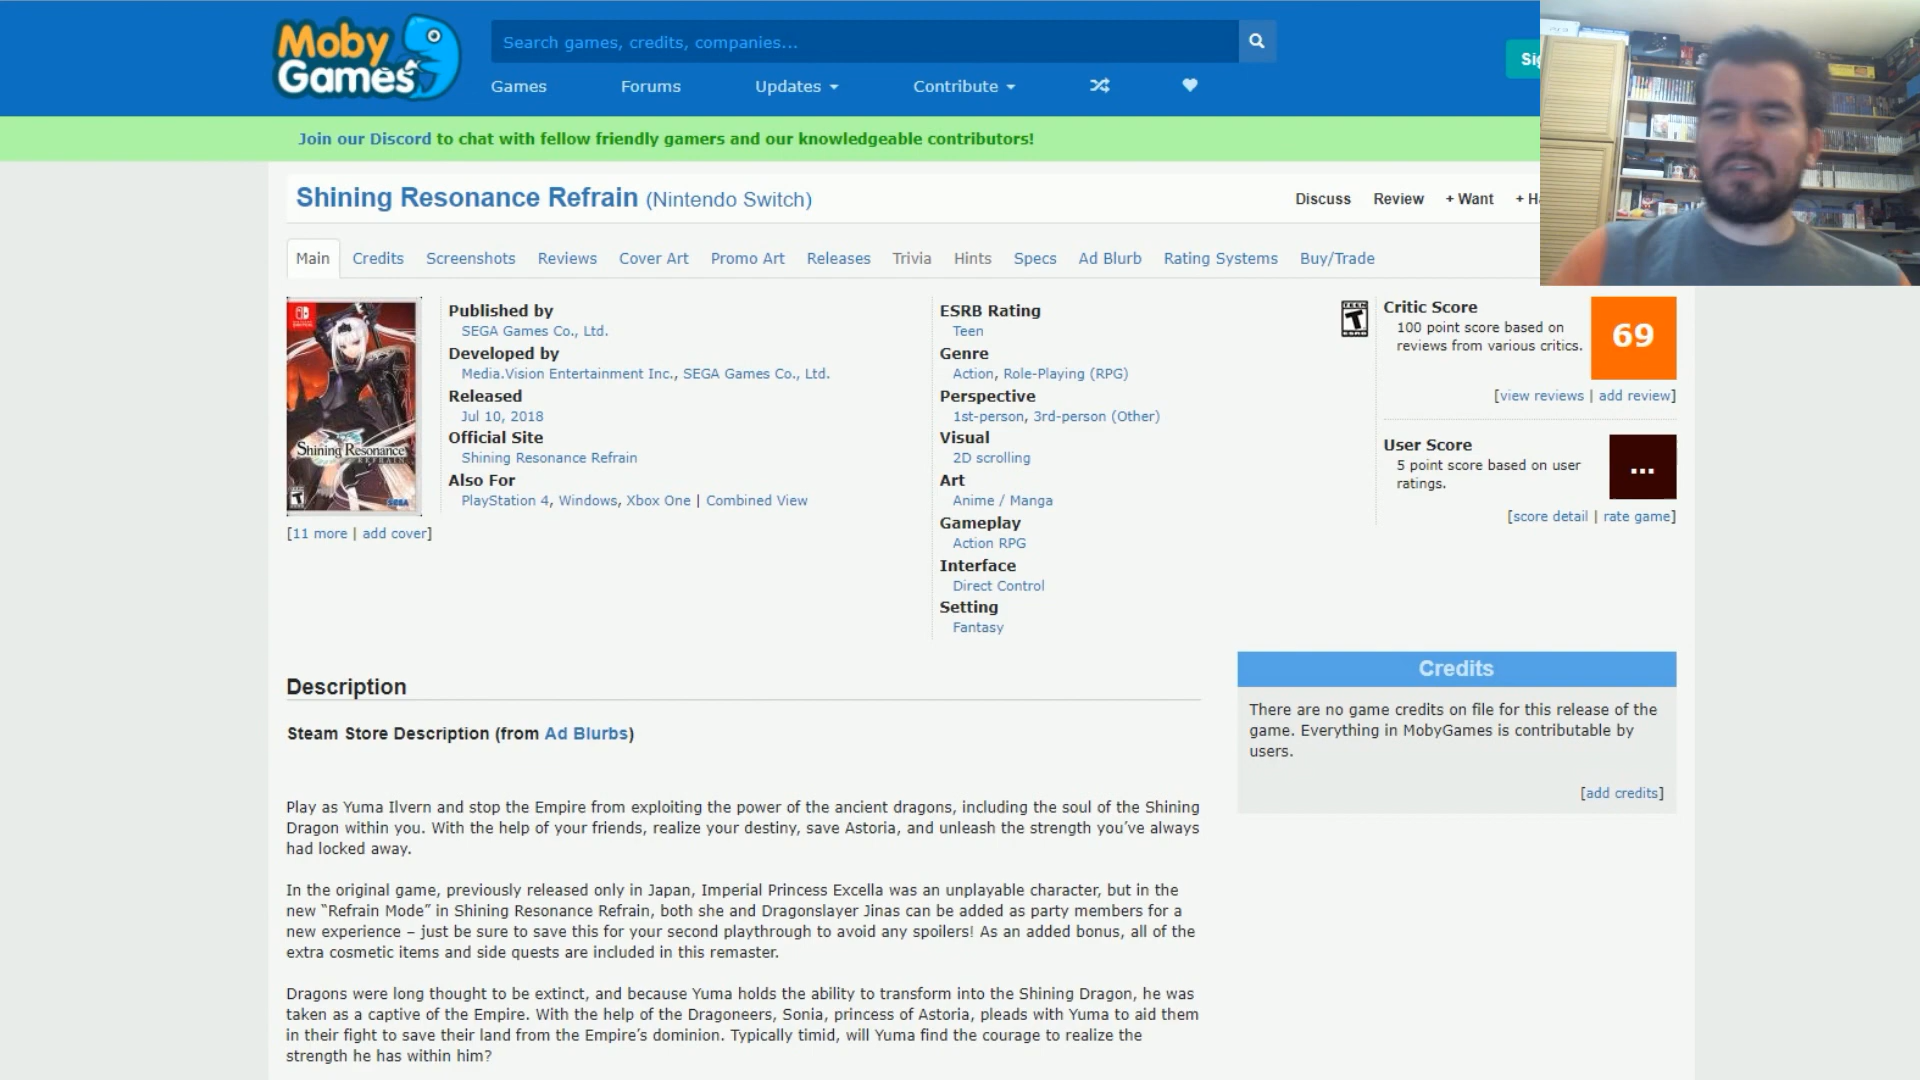 Moby
Games
Search games, credits, companies...
Games
Forums
Updates
Contribute
Join our Discord to chat with fellow friendly gamers and our knowledgeable contributors!
Shining Resonance Refrain (Nintendo Switch)
Discuss
Review
+ Want
Main
Credits
Screenshots
Reviews
Cover Art
Promo Art
Releases
Trivia
Hints
Specs
Ad Blurb
Rating Systems
Buy/Trade
Shining Resonance
REFRAIN
SEGA
[11 more | add cover]
Published by
SEGA Games Co., Ltd.
Developed by
Media.Vision Entertainment Inc., SEGA Games Co., Ltd.
Released
Jul 10, 2018
Official Site
Shining Resonance Refrain
Also For
PlayStation 4, Windows, Xbox One | Combined View
ESRB Rating
Teen
Genre
Action, Role-Playing (RPG)
Perspective
1st-person, 3rd-person (Other)
Visual
2D scrolling
Art
Anime / Manga
Gameplay
Action RPG
Interface
Direct Control
Setting
Fantasy
TEEN
T
ESRB
Critic Score
100 point score based on
reviews from various critics.
69
[view reviews | add review]
User Score
5 point score based on user
ratings.
...
[score detail | rate game]
Description
Steam Store Description (from Ad Blurbs)
Play as Yuma Ilvern and stop the Empire from exploiting the power of the ancient dragons, including the soul of the Shining
Dragon within you. With the help of your friends, realize your destiny, save Astoria, and unleash the strength you’ve always
had locked away.
In the original game, previously released only in Japan, Imperial Princess Excella was an unplayable character, but in the
new “Refrain Mode” in Shining Resonance Refrain, both she and Dragonslayer Jinas can be added as party members for a
new experience – just be sure to save this for your second playthrough to avoid any spoilers! As an added bonus, all of the
extra cosmetic items and side quests are included in this remaster.
Dragons were long thought to be extinct, and because Yuma holds the ability to transform into the Shining Dragon, he was
taken as a captive of the Empire. With the help of the Dragoneers, Sonia, princess of Astoria, pleads with Yuma to aid them
in their fight to save their land from the Empire’s dominion. Typically timid, will Yuma find the courage to realize the
strength he has within him?
Credits
There are no game credits on file for this release of the
game. Everything in MobyGames is contributable by
users.
[add credits]